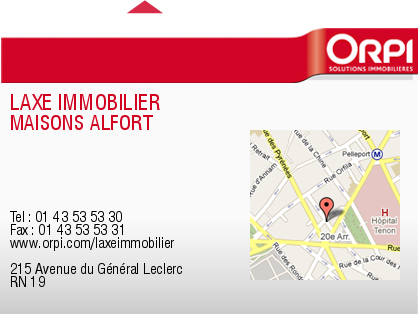 ORPI
SOLUTIONS IMMOBILIÈRES
LAXE IMMOBILIER
MAISONS ALFORT
Tel : 01 43 53 53 30
Fax : 01 43 53 53 31
www.orpi.com/laxeimmobilier
215 Avenue du Général Leclerc
RN 19
Rue des Pyrénées
Rue de la Chine
Pelleport
M
Rue Orfila
H
Hôpital
Tenon
20e Arr.
Rue de la Cour des